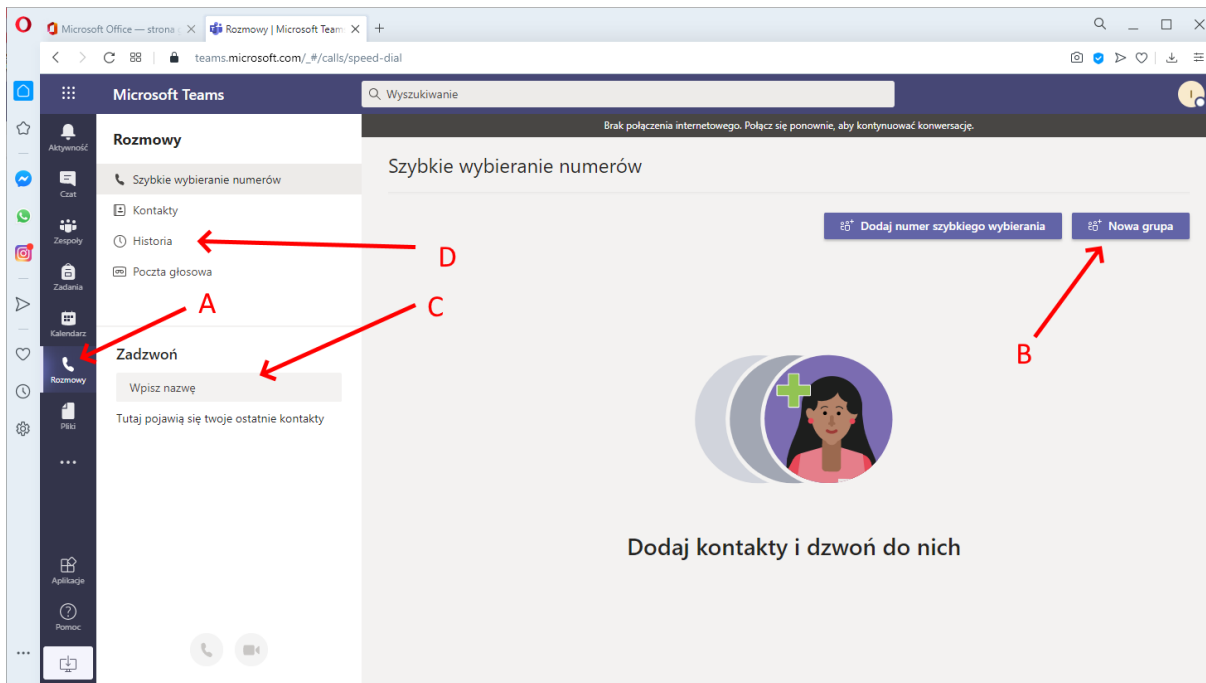 Microsoft Office — strona
Rozmowy | Microsoft Team
teams.microsoft.com/_#/calls/speed-dial
Microsoft Teams
Wyszukiwanie
I
Brak połączenia internetowego. Połącz się ponownie, aby kontynuować konwersację.
Aktywność
Czat
Zespoły
Zadania
Kalendarz
Rozmowy
Pliki
Aplikacje
Pomoc
Rozmowy
Szybkie wybieranie numerów
Kontakty
Historia
Poczta głosowa
D
A
C
Zadzwoń
Wpisz nazwę
Tutaj pojawią się twoje ostatnie kontakty
Szybkie wybieranie numerów
Dodaj numer szybkiego wybierania
Nowa grupa
B
Dodaj kontakty i dzwoń do nich